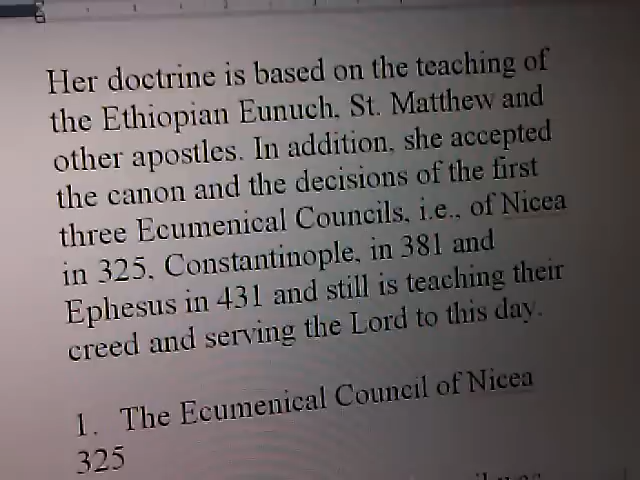 Her doctrine is based on the teaching of
the Ethiopian Eunuch, St. Matthew and
other apostles. In addition, she accepted
the canon and the decisions of the first
three Ecumenical Councils, i.e., of Nicea
in 325, Constantinople, in 381 and
Ephesus in 431 and still is teaching their
creed and serving the Lord to this day.
1. The Ecumenical Council of Nicea
325